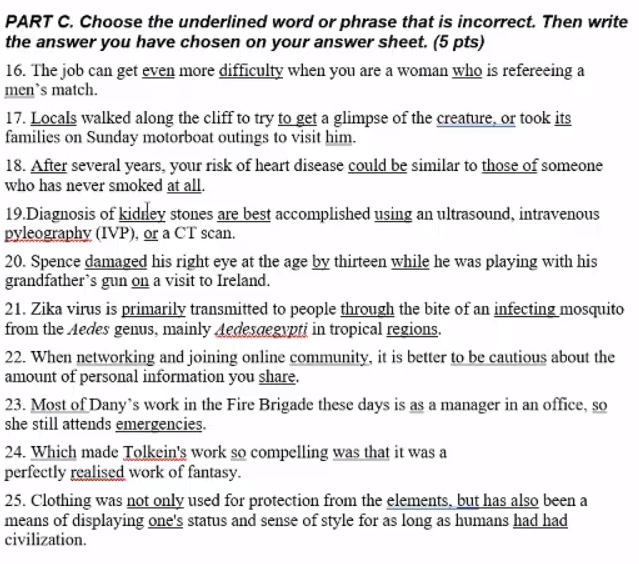 PART C. Choose the underlined word or phrase that is incorrect. Then write
the answer you have chosen on your answer sheet. (5 pts)
16. The job can get even more difficulty when you are a woman who is refereeing a
men's match.
17. Locals walked along the cliff to try to get a glimpse of the creature, or took its
families on Sunday motorboat outings to visit him.
18. After several years, your risk of heart disease could be similar to those of someone
who has never smoked at all.
19.Diagnosis of kidney stones are best accomplished using an ultrasound, intravenous
pyleography (IVP), or a CT scan.
20. Spence damaged his right eye at the age by thirteen while he was playing with his
grandfather's gun on a visit to Ireland.
21. Zika virus is primarily transmitted to people through the bite of an infecting mosquito
from the Aedes genus, mainly Aedesaegypti in tropical regions.
22. When networking and joining online community, it is better to be cautious about the
amount of personal information you share.
23. Most of Dany's work in the Fire Brigade these days is as a manager in an office, so
she still attends emergencies.
24. Which made Tolkein's work so compelling was that it was a
perfectly realised work of fantasy.
25. Clothing was not only used for protection from the elements, but has also been a
means of displaying one's status and sense of style for as long as humans had had
civilization.